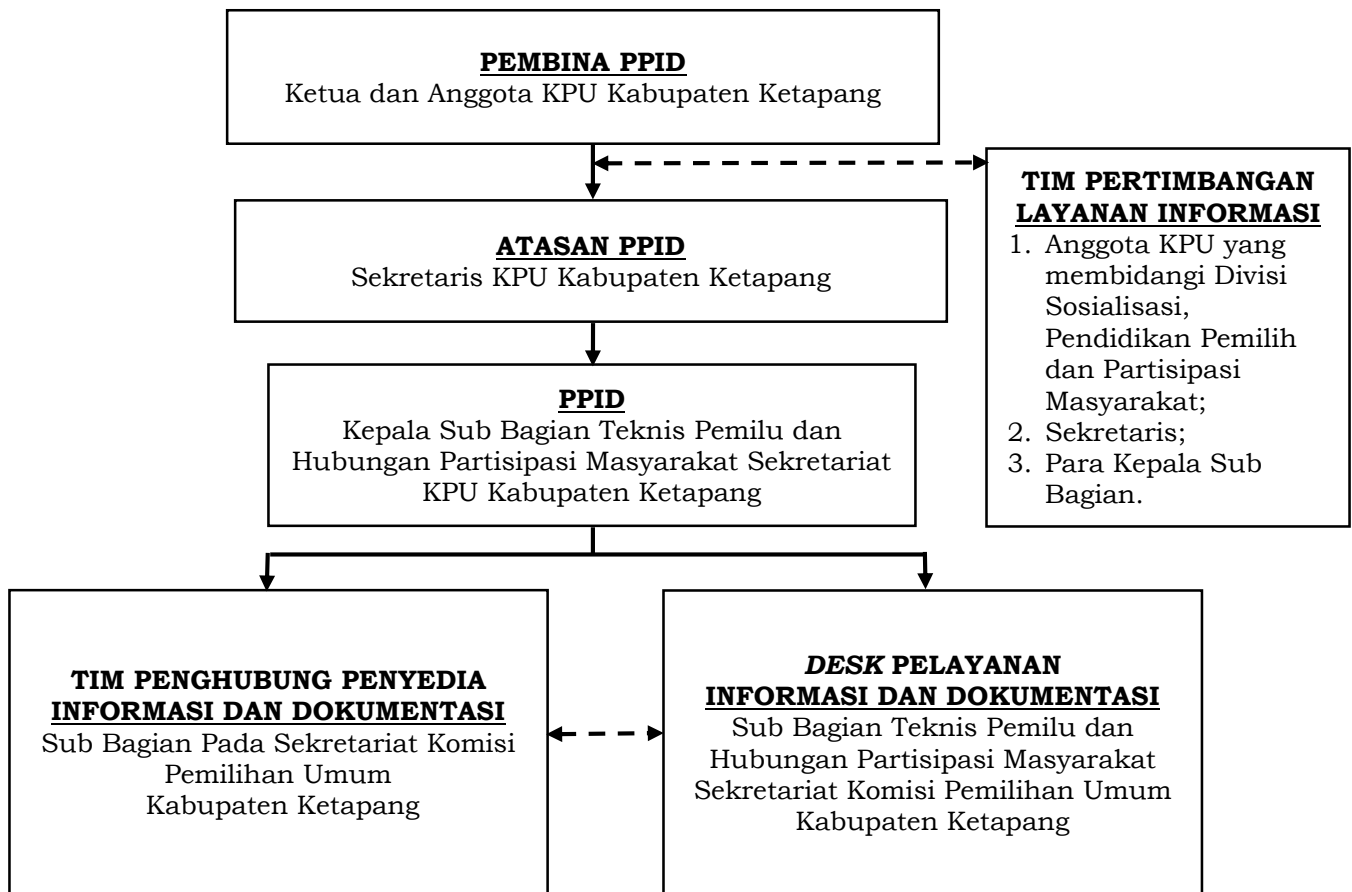 PEMBINA PPID
Ketua dan Anggota KPU Kabupaten Ketapang
TIM PERTIMBANGAN
LAYANAN INFORMASI
1. Anggota KPU yang
membidangi Divisi
Sosialisasi,
Pendidikan Pemilih
dan Partisipasi
Masyarakat;
2. Sekretaris;
3. Para Kepala Sub
Bagian.
ATASAN PPID
Sekretaris KPU Kabupaten Ketapang
PPID
Kepala Sub Bagian Teknis Pemilu dan
Hubungan Partisipasi Masyarakat Sekretariat
KPU Kabupaten Ketapang
TIM PENGHUBUNG PENYEDIA
INFORMASI DAN DOKUMENTASI
Sub Bagian Pada Sekretariat Komisi
Pemilihan Umum
Kabupaten Ketapang
DESK PELAYANAN
INFORMASI DAN DOKUMENTASI
Sub Bagian Teknis Pemilu dan
Hubungan Partisipasi Masyarakat
Sekretariat Komisi Pemilihan Umum
Kabupaten Ketapang